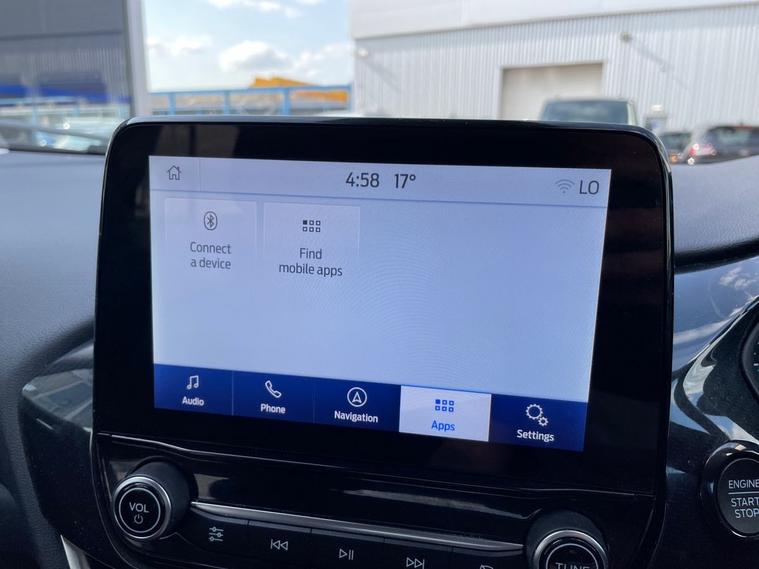 4:58 17° LO
Connect
a device
Find
mobile apps
Audio
Phone
Navigation
Apps
Settings
VOL
TUNE
ENGINE
START
STOP